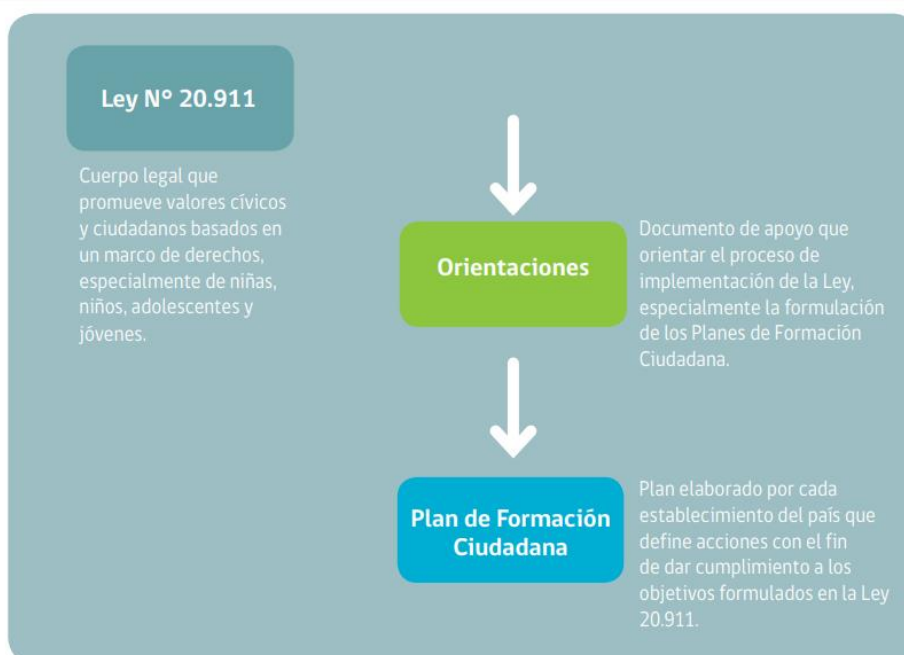 Ley N° 20.911
Cuerpo legal que
promueve valores cívicos
y ciudadanos basados en
un marco de derechos,
especialmente de niñas,
niños, adolescentes y
jóvenes.
Orientaciones
Documento de apoyo que
orientar el proceso de
implementación de la Ley,
especialmente la formulación
de los Planes de Formación
Ciudadana.
Plan de Formación
Ciudadana
Plan elaborado por cada
establecimiento del país que
define acciones con el fin
de dar cumplimiento a los
objetivos formulados en la Ley
20.911.